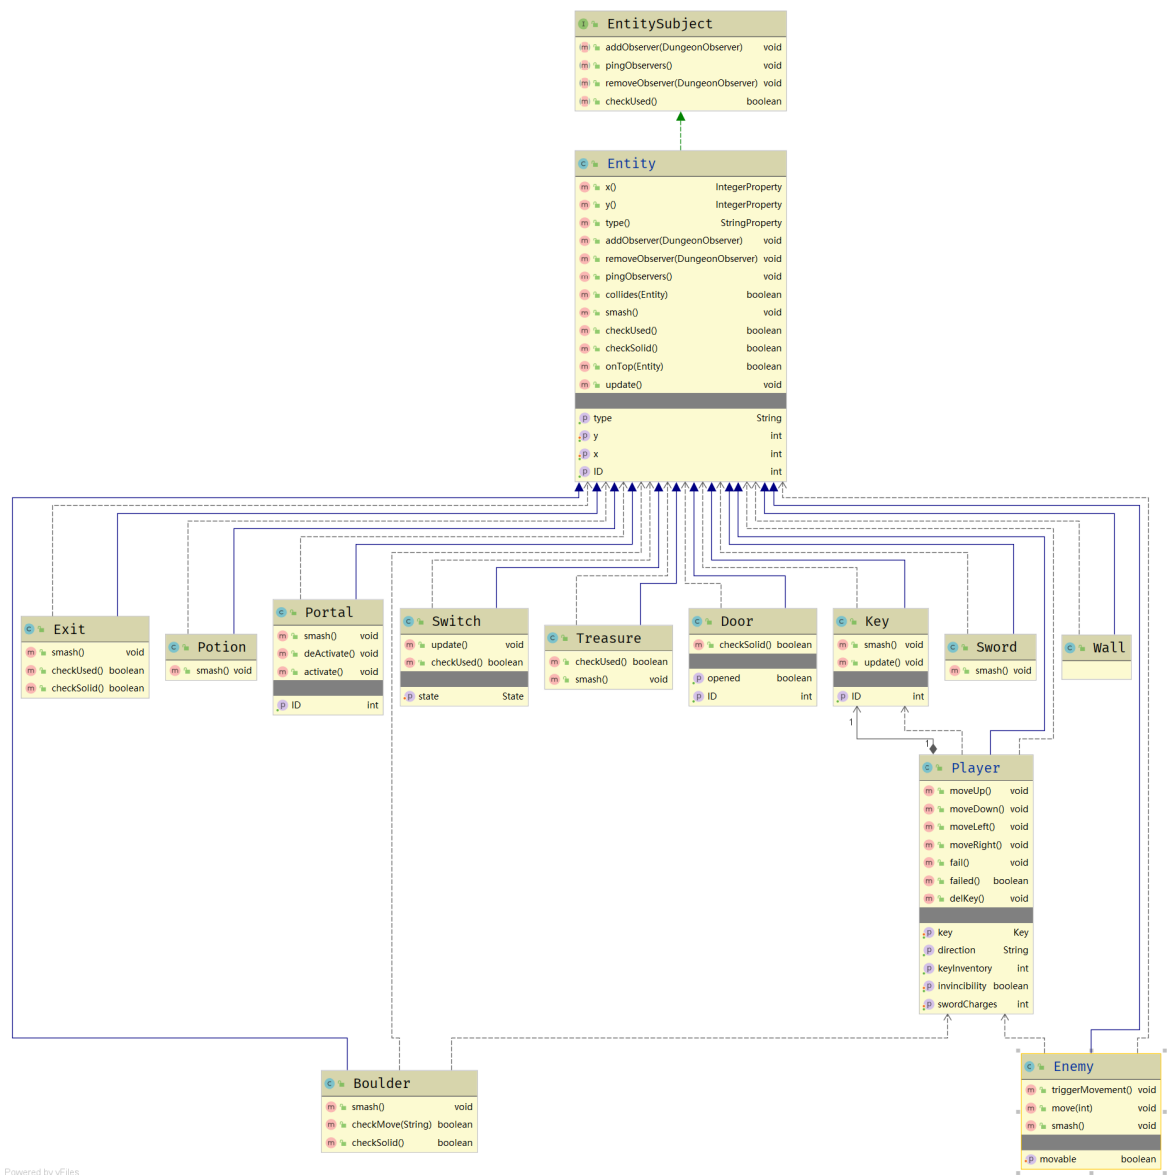 EntitySubject
addObserver(DungeonObserver) void
pingObservers() void
removeObserver(DungeonObserver) void
checkUsed() boolean
Entity
x() IntegerProperty
y() IntegerProperty
type() StringProperty
addObserver(DungeonObserver) void
removeObserver(DungeonObserver) void
pingObservers() void
collides(Entity) boolean
smash() void
checkUsed() boolean
checkSolid() boolean
onTop(Entity) boolean
update() void
type String
y int
x int
ID int
Exit
smash() void
checkUsed() boolean
checkSolid() boolean
Potion
smash() void
Portal
smash() void
deActivate() void
activate() void
ID int
Switch
update() void
checkUsed() boolean
state State
Treasure
checkUsed() boolean
smash() void
Door
checkSolid() boolean
opened boolean
ID int
Key
smash() void
update() void
ID int
Sword
smash() void
Wall
1
1
Player
moveUp() void
moveDown() void
moveLeft() void
moveRight() void
fail() void
failed() boolean
delKey() void
key Key
direction String
keyInventory int
invincibility boolean
swordCharges int
Boulder
smash() void
checkMove(String) boolean
checkSolid() boolean
Enemy
triggerMovement() void
move(int) void
smash() void
movable boolean
Powered by yFiles